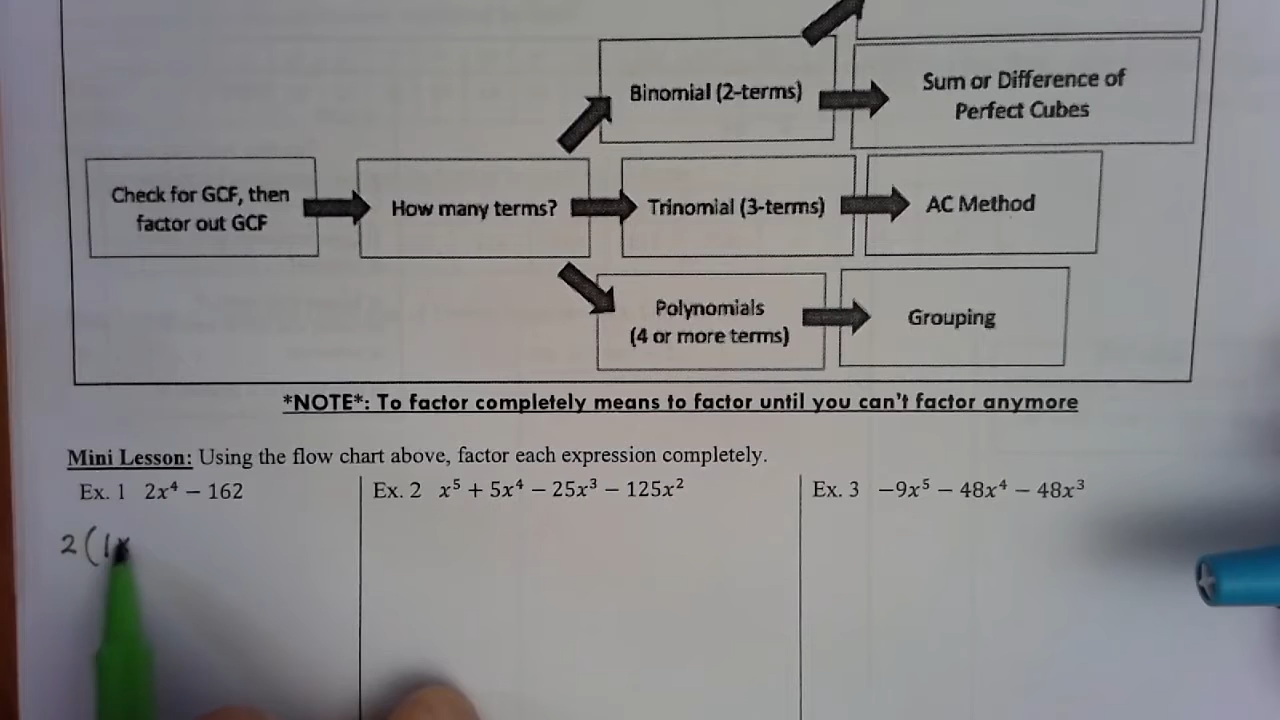 Binomial (2-terms)
Sum or Difference of
Perfect Cubes
Check for GCF, then
factor out GCF
How many terms?
Trinomial (3-terms)
AC Method
Polynomials
(4 or more terms)
Grouping
*NOTE*: To factor completely means to factor until you can't factor anymore
Mini Lesson: Using the flow chart above, factor each expression completely.
Ex. 1 2x⁴ − 162
Ex. 2 x⁵ + 5x⁴ − 25x³ − 125x²
Ex. 3 −9x⁵ − 48x⁴ − 48x³
2(1x